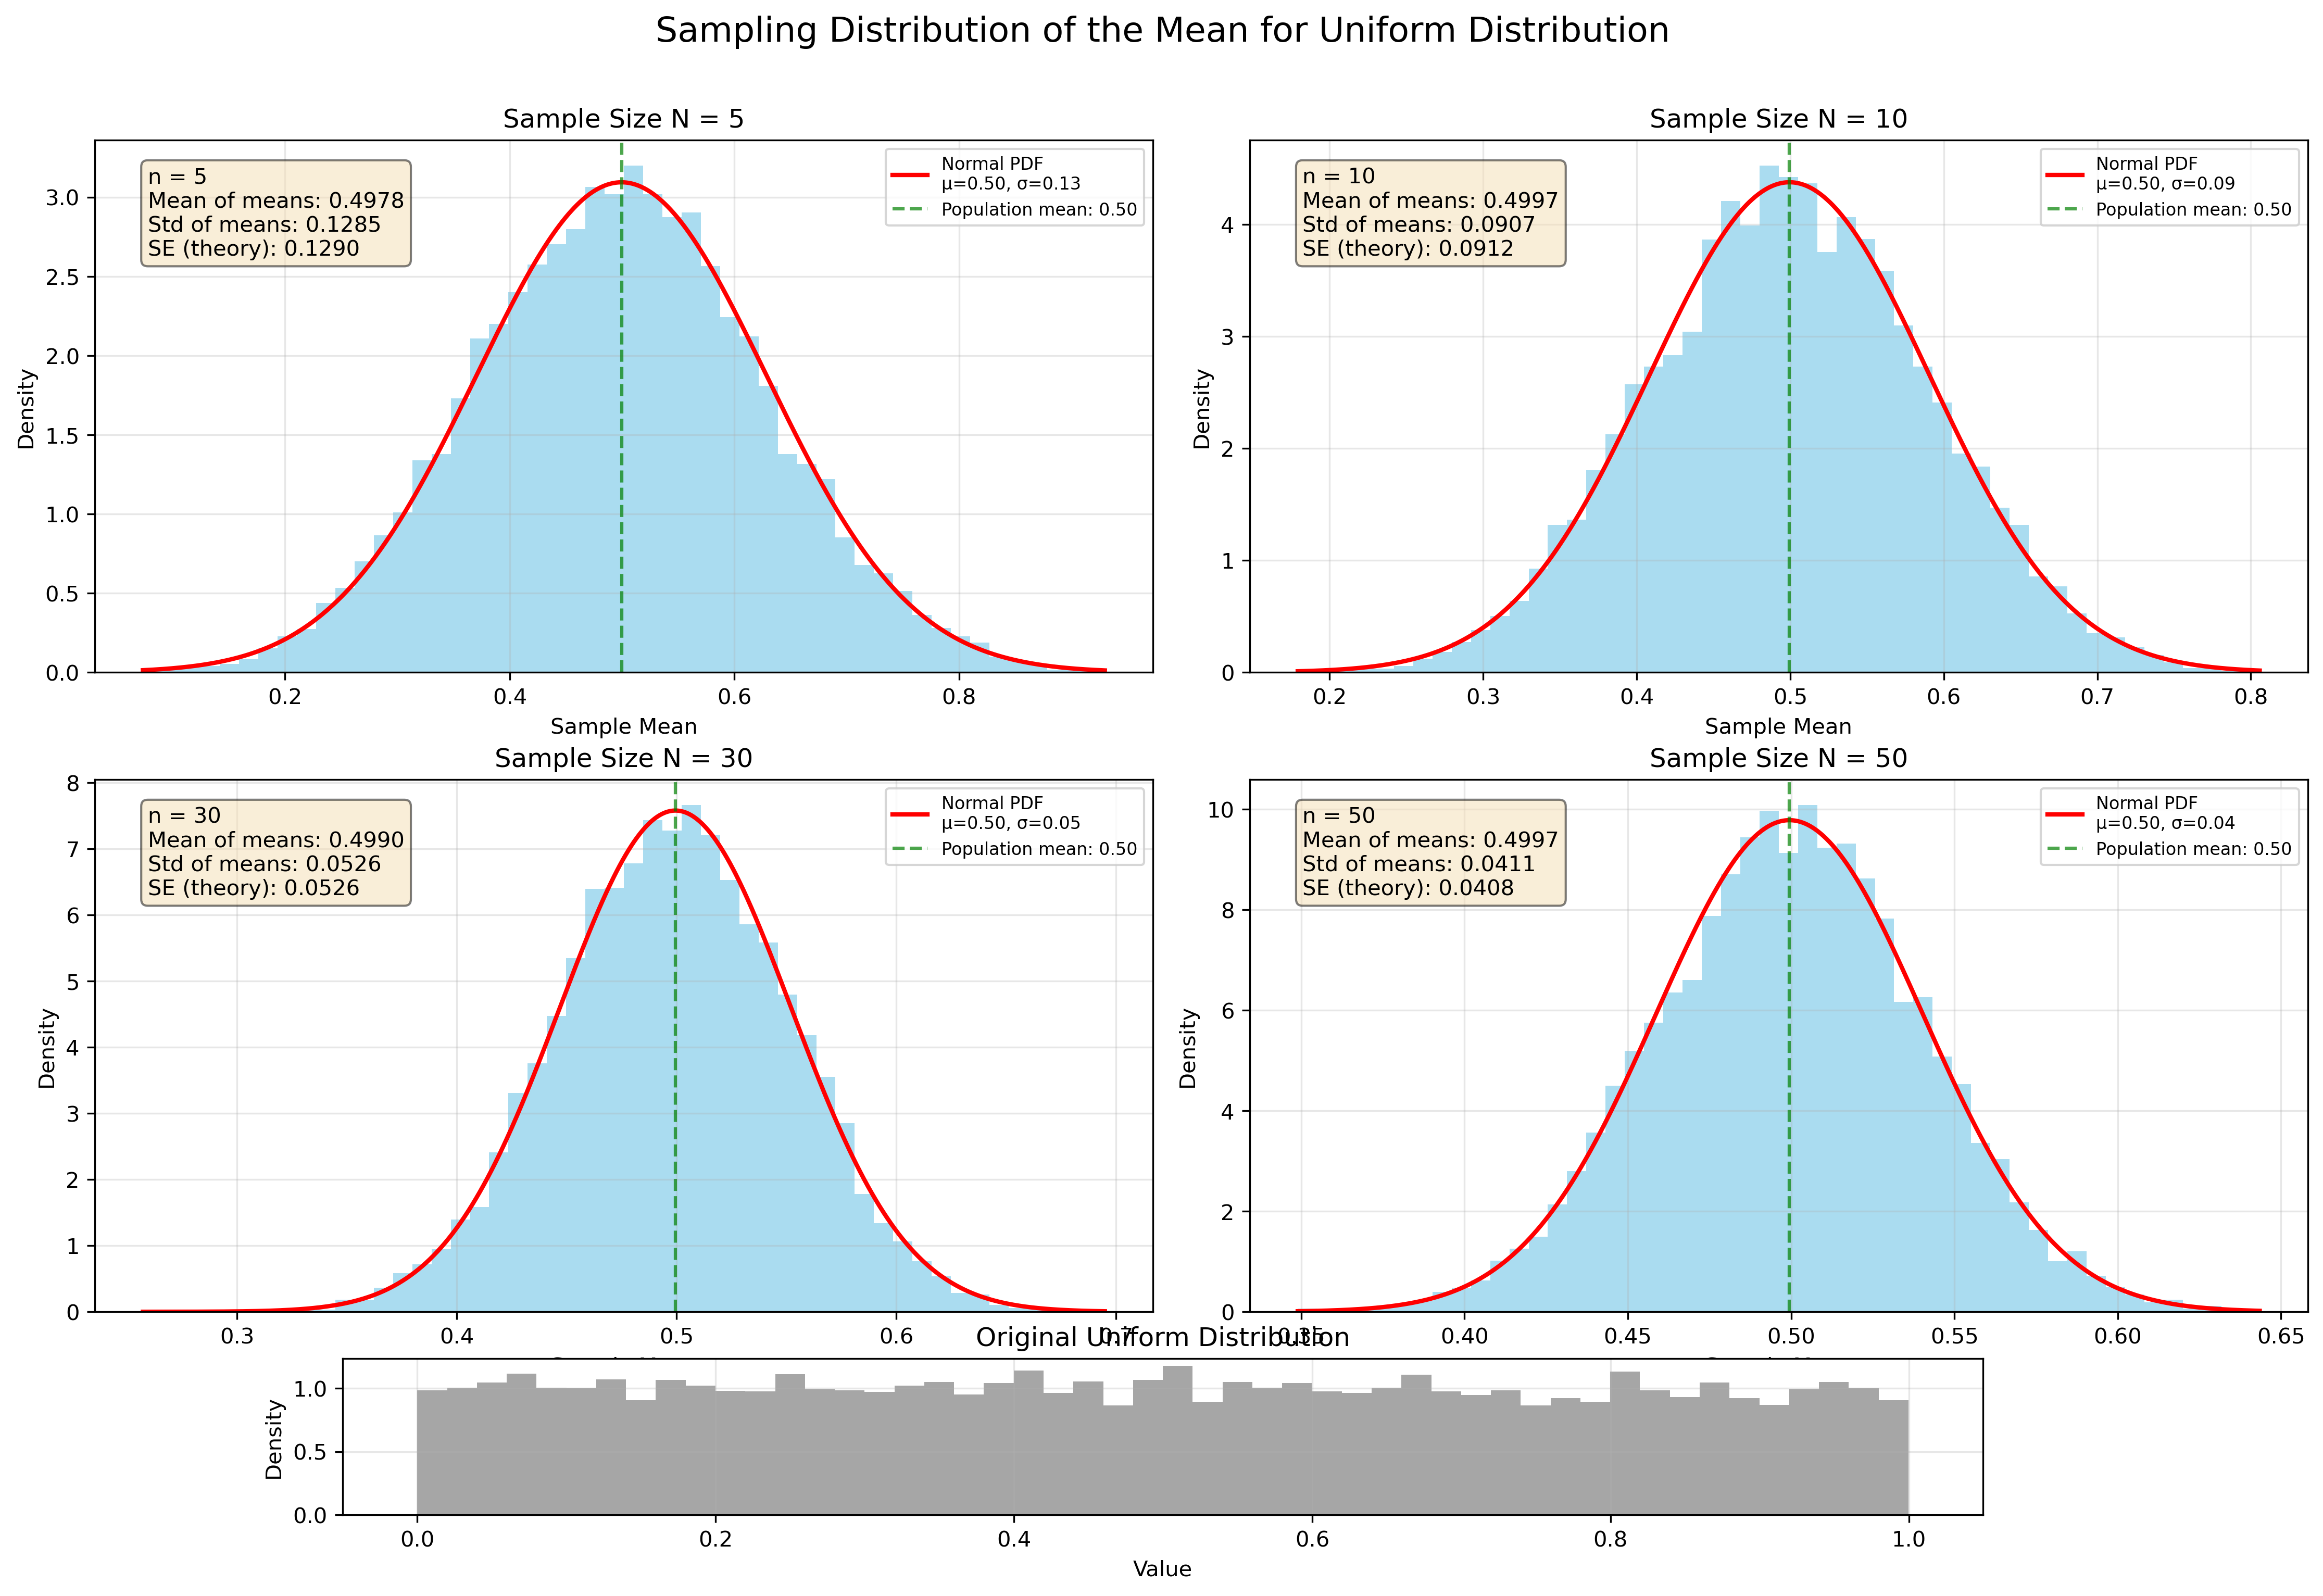 Sampling Distribution of the Mean for Uniform Distribution
Sample Size N = 5
n = 5
Mean of means: 0.4978
Std of means: 0.1285
SE (theory): 0.1290
Normal PDF
μ=0.50, σ=0.13
Population mean: 0.50
Density
3.0
2.5
2.0
1.5
1.0
0.5
0.0
0.2 0.4 0.6 0.8
Sample Mean
Sample Size N = 10
n = 10
Mean of means: 0.4997
Std of means: 0.0907
SE (theory): 0.0912
Normal PDF
μ=0.50, σ=0.09
Population mean: 0.50
Density
4
3
2
1
0
0.2 0.3 0.4 0.5 0.6 0.7 0.8
Sample Mean
Sample Size N = 30
n = 30
Mean of means: 0.4990
Std of means: 0.0526
SE (theory): 0.0526
Normal PDF
μ=0.50, σ=0.05
Population mean: 0.50
Density
8
7
6
5
4
3
2
1
0
0.3 0.4 0.5 0.6 0.7
Sample Size N = 50
n = 50
Mean of means: 0.4997
Std of means: 0.0411
SE (theory): 0.0408
Normal PDF
μ=0.50, σ=0.04
Population mean: 0.50
Density
10
8
6
4
2
0
0.35 0.40 0.45 0.50 0.55 0.60 0.65
Original Uniform Distribution
Density
1.0
0.5
0.0
0.0 0.2 0.4 0.6 0.8 1.0
Value